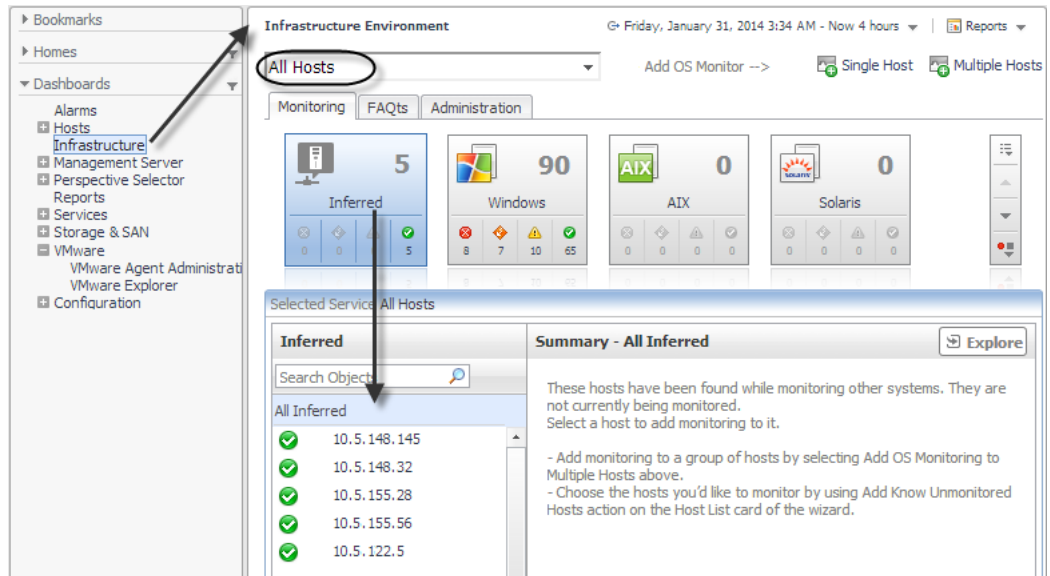 Bookmarks
Homes
Dashboards
Alarms
Hosts
Infrastructure
Management Server
Perspective Selector
Reports
Services
Storage & SAN
VMware
VMware Agent Administrati
VMware Explorer
Configuration
Infrastructure Environment
Friday, January 31, 2014 3:34 AM - Now 4 hours
Reports
All Hosts
Add OS Monitor -->
Single Host
Multiple Hosts
Monitoring FAQts Administration
5
Inferred
0 0 0 5
90
Windows
8 7 10 65
AIX
0
AIX
0 0 0 0
SOLARIS
0
Solaris
0 0 0 0
Selected Service All Hosts
Inferred
Search Objects
All Inferred
10.5.148.145
10.5.148.32
10.5.155.28
10.5.155.56
10.5.122.5
Summary - All Inferred
Explore
These hosts have been found while monitoring other systems. They are
not currently being monitored.
Select a host to add monitoring to it.
- Add monitoring to a group of hosts by selecting Add OS Monitoring to
Multiple Hosts above.
- Choose the hosts you'd like to monitor by using Add Know Unmonitored
Hosts action on the Host List card of the wizard.